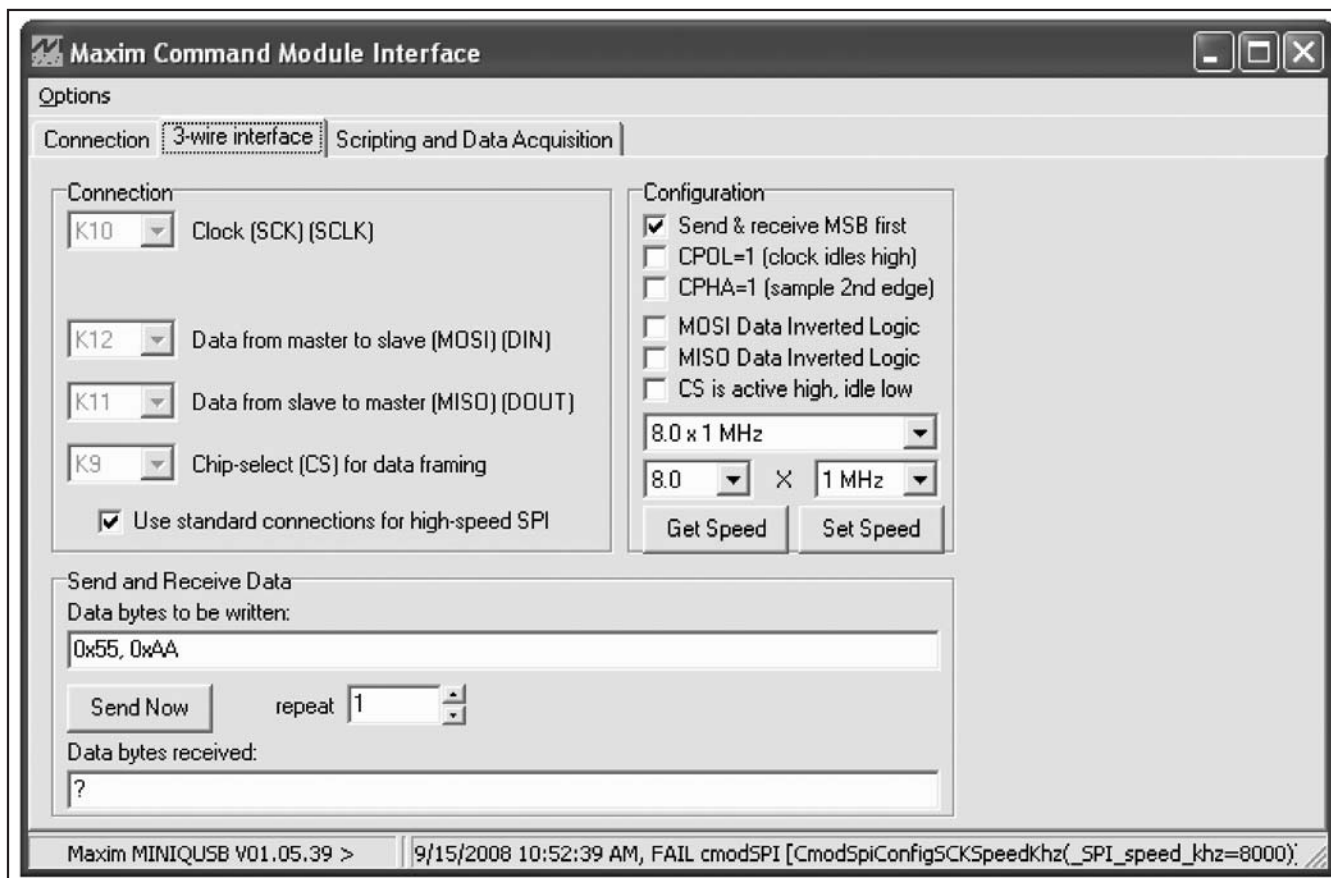 Maxim Command Module Interface
Options
Connection 3-wire interface Scripting and Data Acquisition
Connection
K10 Clock (SCK) (SCLK)
K12 Data from master to slave (MOSI) (DIN)
K11 Data from slave to master (MISO) (DOUT)
K9 Chip-select (CS) for data framing
Use standard connections for high-speed SPI
Configuration
Send & receive MSB first
CPOL=1 (clock idles high)
CPHA=1 (sample 2nd edge)
MOSI Data Inverted Logic
MISO Data Inverted Logic
CS is active high, idle low
8.0 x 1 MHz
8.0 X 1 MHz
Get Speed Set Speed
Send and Receive Data
Data bytes to be written:
0x55, 0xAA
Send Now repeat 1
Data bytes received:
?
Maxim MINIQUSB V01.05.39 > 9/15/2008 10:52:39 AM, FAIL cmodSPI [CmodSpiConfigSCKSpeedKhz(_SPI_speed_khz=8000)]